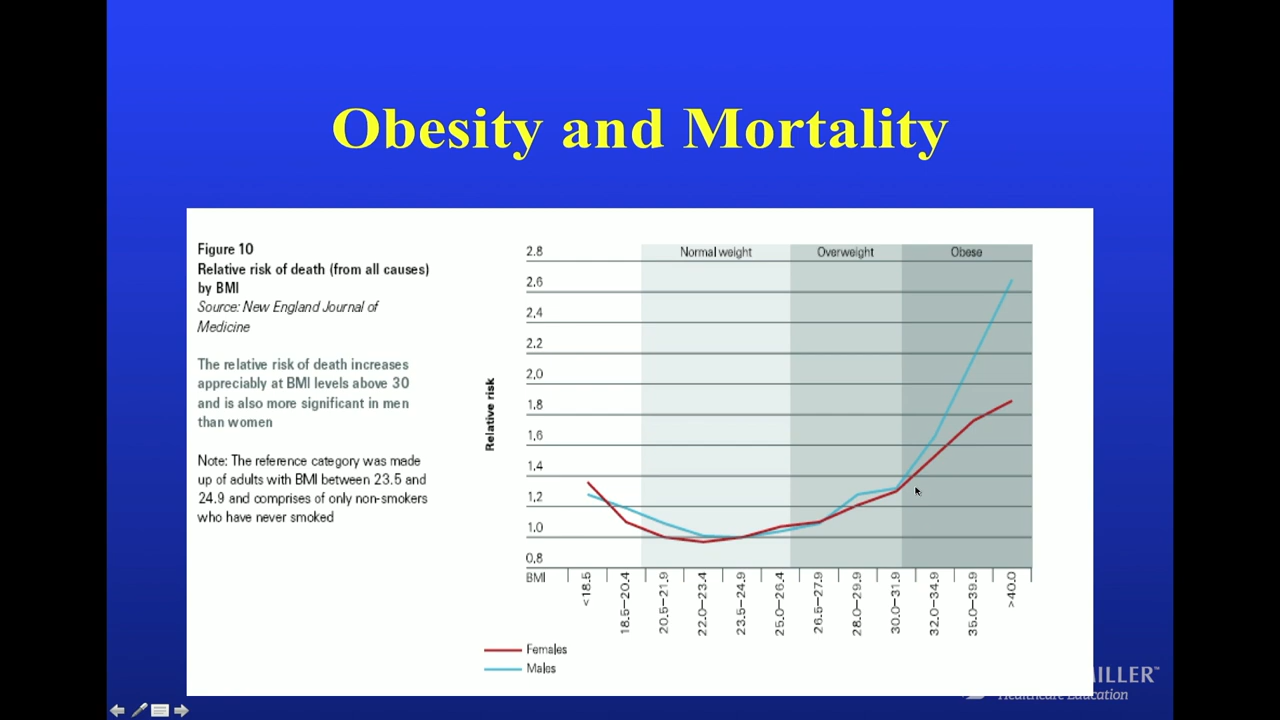 Obesity and Mortality
Figure 10
Relative risk of death (from all causes)
by BMI
Source: New England Journal of
Medicine
The relative risk of death increases
appreciably at BMI levels above 30
and is also more significant in men
than women
Note: The reference category was made
up of adults with BMI between 23.5 and
24.9 and comprises of only non-smokers
who have never smoked
Relative risk
Normal weight
Overweight
Obese
2.8
2.6
2,4
2.2
2,0
1.8
1.6
1.4
1,2
1.0
0,8
BMI
<18.5
18.5–20.4
20.5–21.9
22.0–23.4
23.5–24.9
25.0–26.4
26.5–27.9
28.0–29.9
30.0–31.9
32.0–34.9
35.0–39.9
>40.0
Females
Males
Healthcare Education